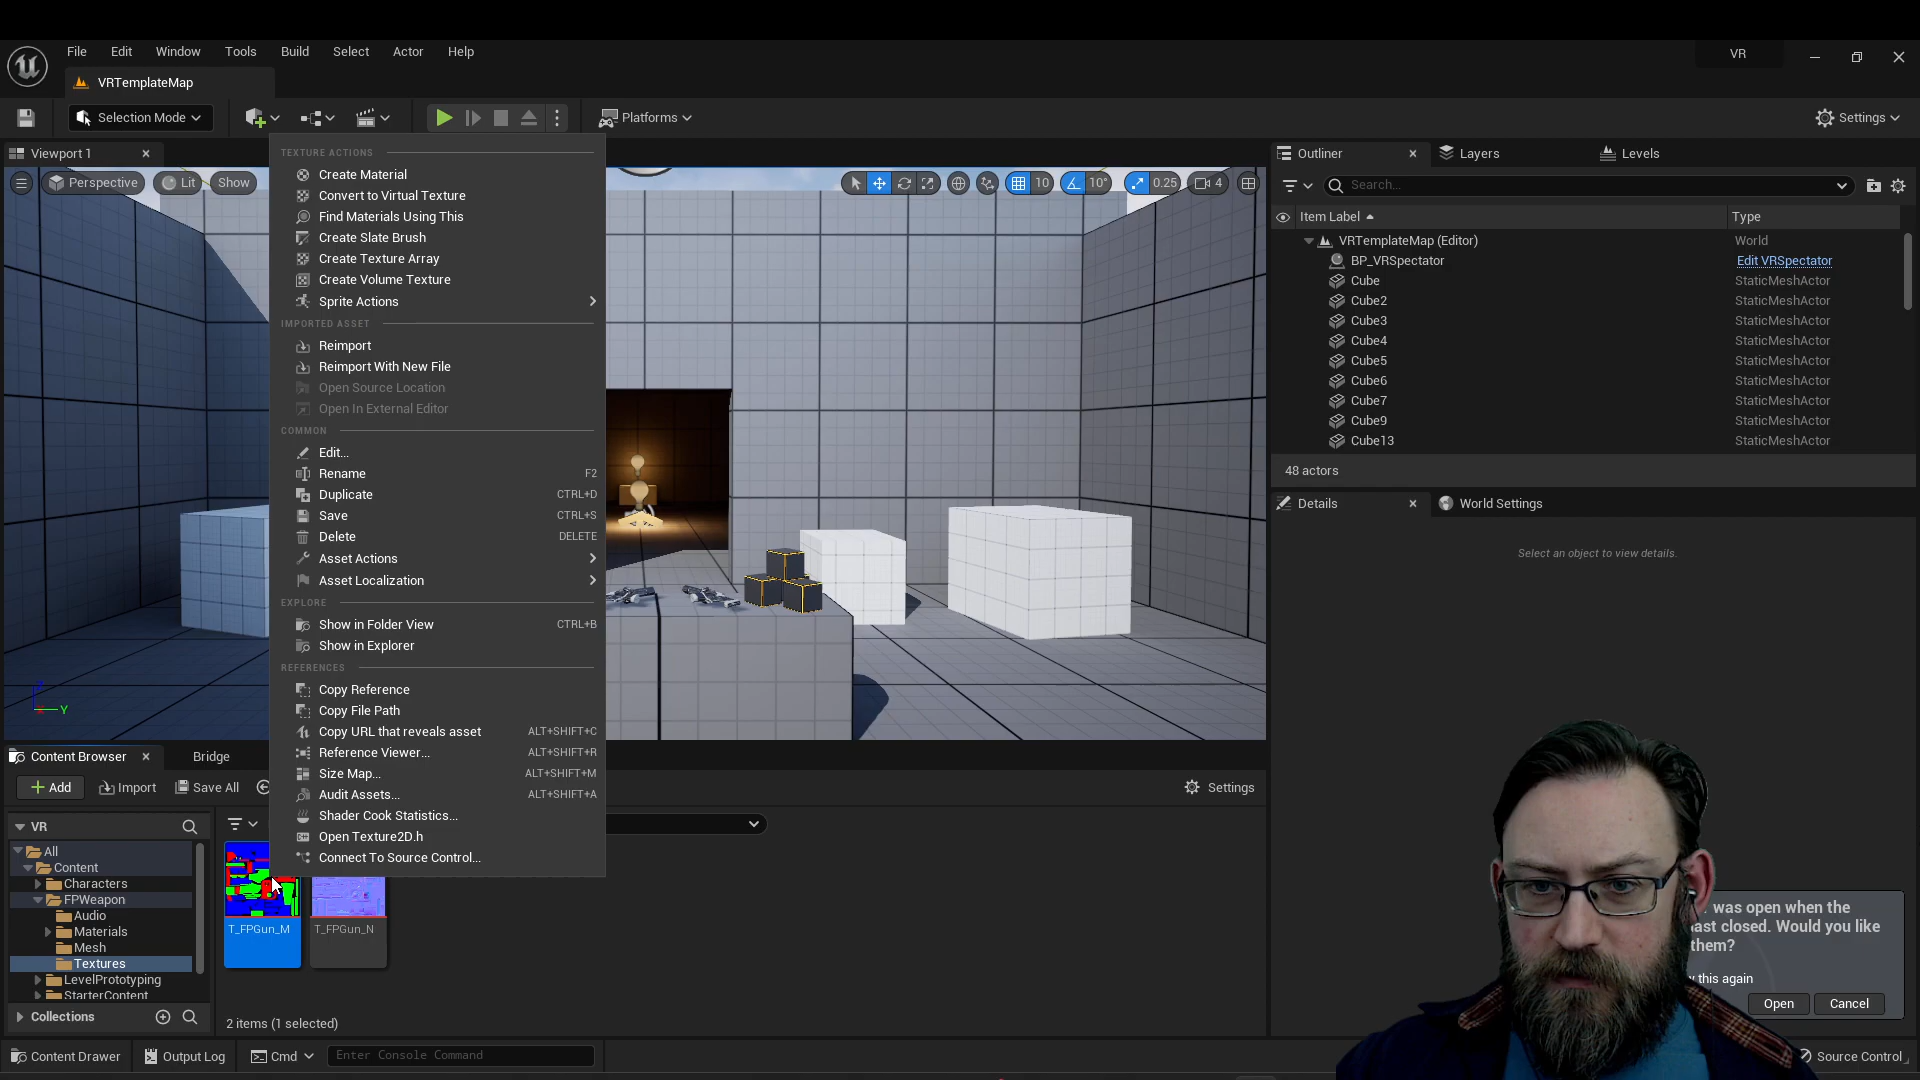 File Edit Window Tools Build Select Actor Help
VR
VRTemplateMap
Selection Mode
Platforms
Settings
Viewport 1
Perspective Lit Show
10 10° 0.25 4
TEXTURE ACTIONS
Create Material
Convert to Virtual Texture
Find Materials Using This
Create Slate Brush
Create Texture Array
Create Volume Texture
Sprite Actions
IMPORTED ASSET
Reimport
Reimport With New File
Open Source Location
Open In External Editor
COMMON
Edit...
Rename F2
Duplicate CTRL+D
Save CTRL+S
Delete DELETE
Asset Actions
Asset Localization
EXPLORE
Show in Folder View CTRL+B
Show in Explorer
REFERENCES
Copy Reference
Copy File Path
Copy URL that reveals asset ALT+SHIFT+C
Reference Viewer... ALT+SHIFT+R
Size Map... ALT+SHIFT+M
Audit Assets... ALT+SHIFT+A
Shader Cook Statistics...
Open Texture2D.h
Connect To Source Control...
Outliner Layers Levels
Search...
Item Label Type
VRTemplateMap (Editor) World
BP_VRSpectator Edit VRSpectator
Cube StaticMeshActor
Cube2 StaticMeshActor
Cube3 StaticMeshActor
Cube4 StaticMeshActor
Cube5 StaticMeshActor
Cube6 StaticMeshActor
Cube7 StaticMeshActor
Cube9 StaticMeshActor
Cube13 StaticMeshActor
48 actors
Details World Settings
Select an object to view details.
Y
Content Browser Bridge
Add Import Save All
Settings
VR
All
Content
Characters
FPWeapon
Audio
Materials
Mesh
Textures
LevelPrototyping
StarterContent
Collections
T_FPGun_M T_FPGun_N
2 items (1 selected)
was open when the
last closed. Would you like
them?
this again
Open Cancel
Content Drawer Output Log Cmd Enter Console Command
Source Control